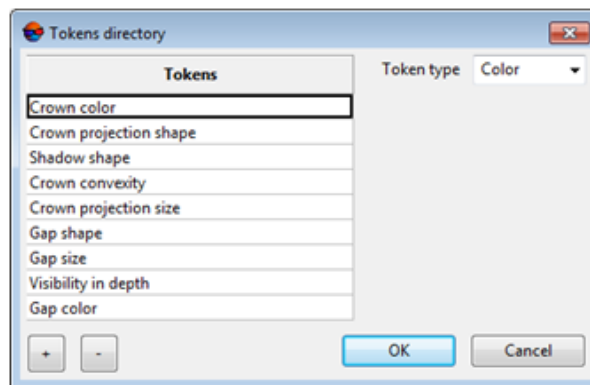 Tokens directory
Tokens
Token type Color
Crown color
Crown projection shape
Shadow shape
Crown convexity
Crown projection size
Gap shape
Gap size
Visibility in depth
Gap color
+ - OK Cancel